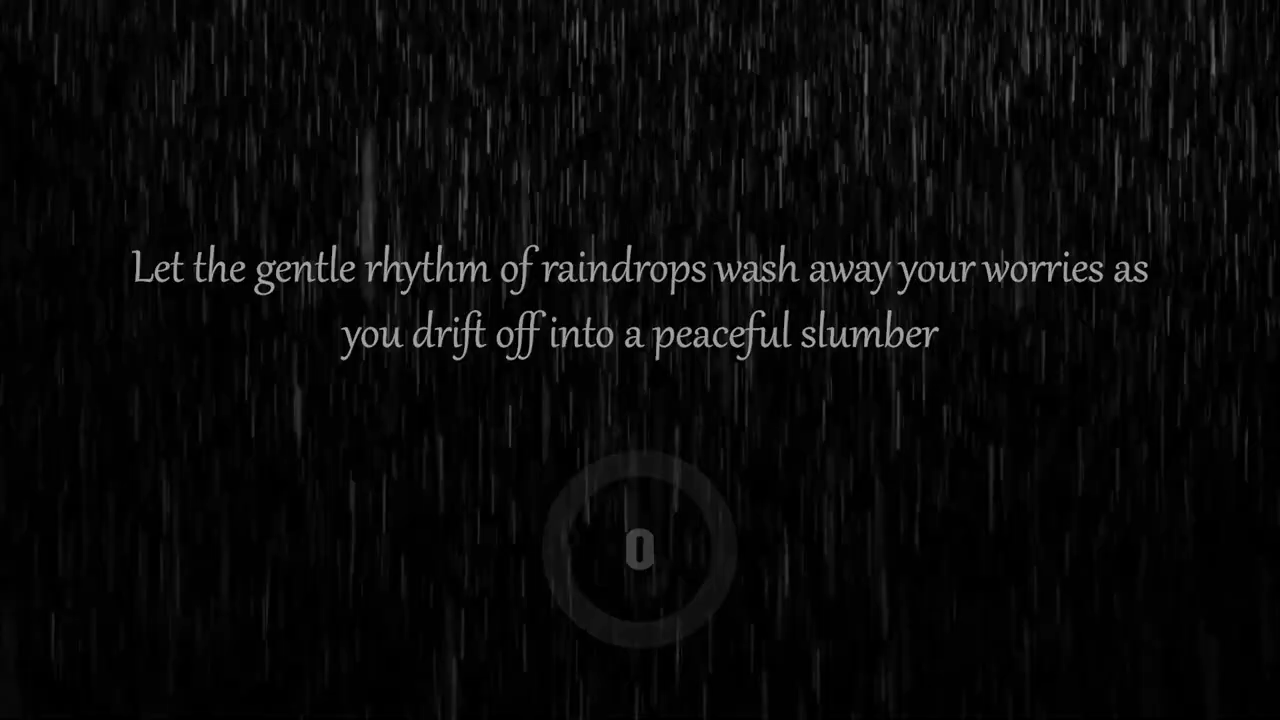 Let the gentle rhythm of raindrops wash away your worries as
you drift off into a peaceful slumber
0